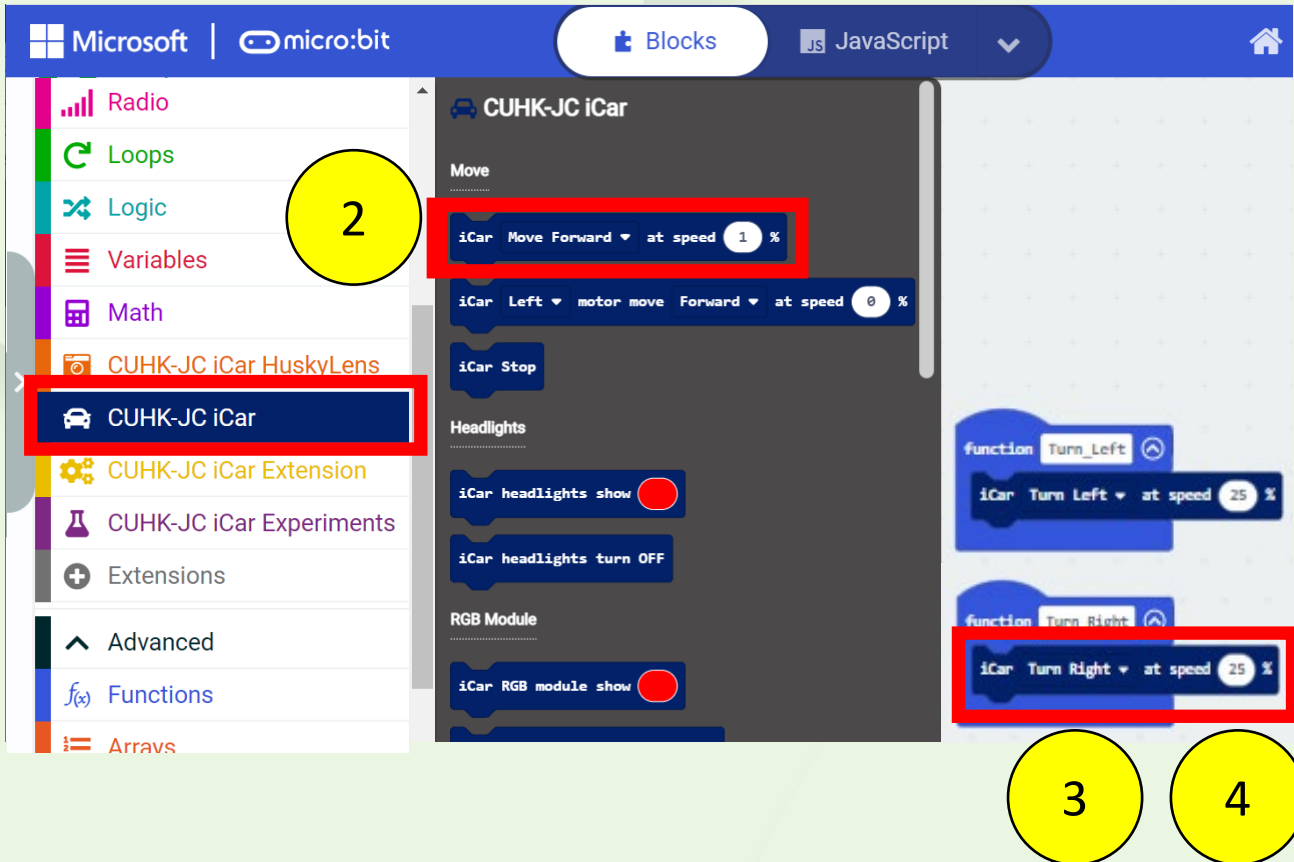 Microsoft | micro:bit
Blocks
JS JavaScript
Radio
Loops
Logic
Variables
Math
CUHK-JC iCar HuskyLens
CUHK-JC iCar
CUHK-JC iCar Extension
CUHK-JC iCar Experiments
Extensions
Advanced
f(x) Functions
Arrays
2
CUHK-JC iCar
Move
iCar Move Forward at speed 1 %
iCar Left motor move Forward at speed 0 %
iCar Stop
Headlights
iCar headlights show
iCar headlights turn OFF
RGB Module
iCar RGB module show
function Turn_Left
iCar Turn Left at speed 25 %
function Turn_Right
iCar Turn Right at speed 25 %
3
4